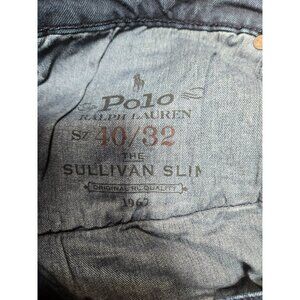 Polo
RALPH LAUREN
Sz 40/32
THE
SULLIVAN SLIM
ORIGINAL RL QUALITY
1967